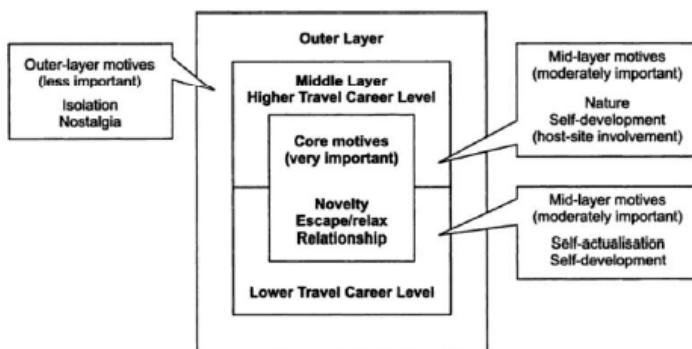 Outer Layer
Outer-layer motives
(less important)
Isolation
Nostalgia
Middle Layer
Higher Travel Career Level
Core motives
(very important)
Novelty
Escape/relax
Relationship
Lower Travel Career Level
Mid-layer motives
(moderately important)
Nature
Self-development
(host-site involvement)
Mid-layer motives
(moderately important)
Self-actualisation
Self-development